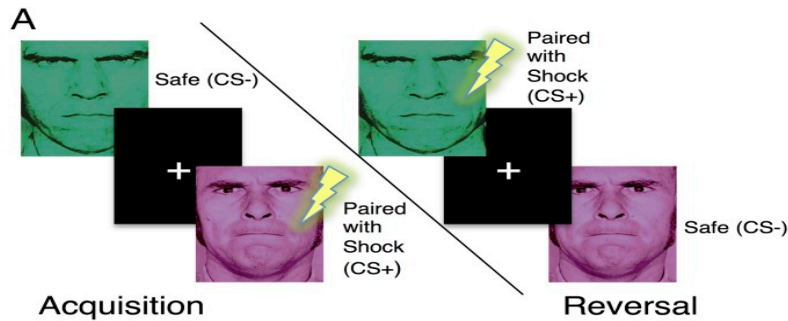 A
Safe (CS-)
Paired
with
Shock
(CS+)
Acquisition
Paired
with
Shock
(CS+)
Safe (CS-)
Reversal